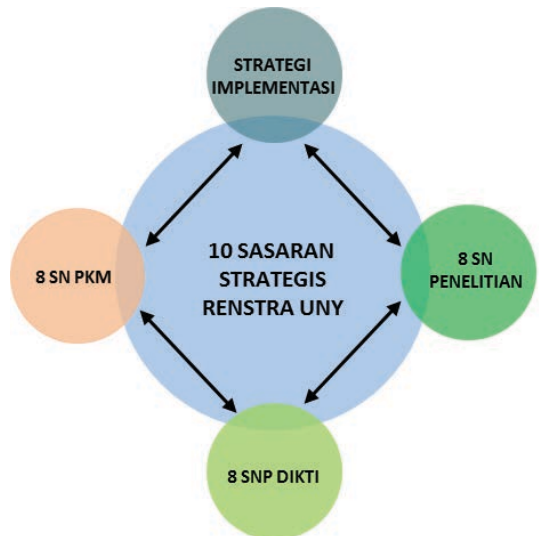 STRATEGI
IMPLEMENTASI
10 SASARAN
STRATEGIS
RENSTRA UNY
8 SN PKM
8 SN
PENELITIAN
8 SNP DIKTI